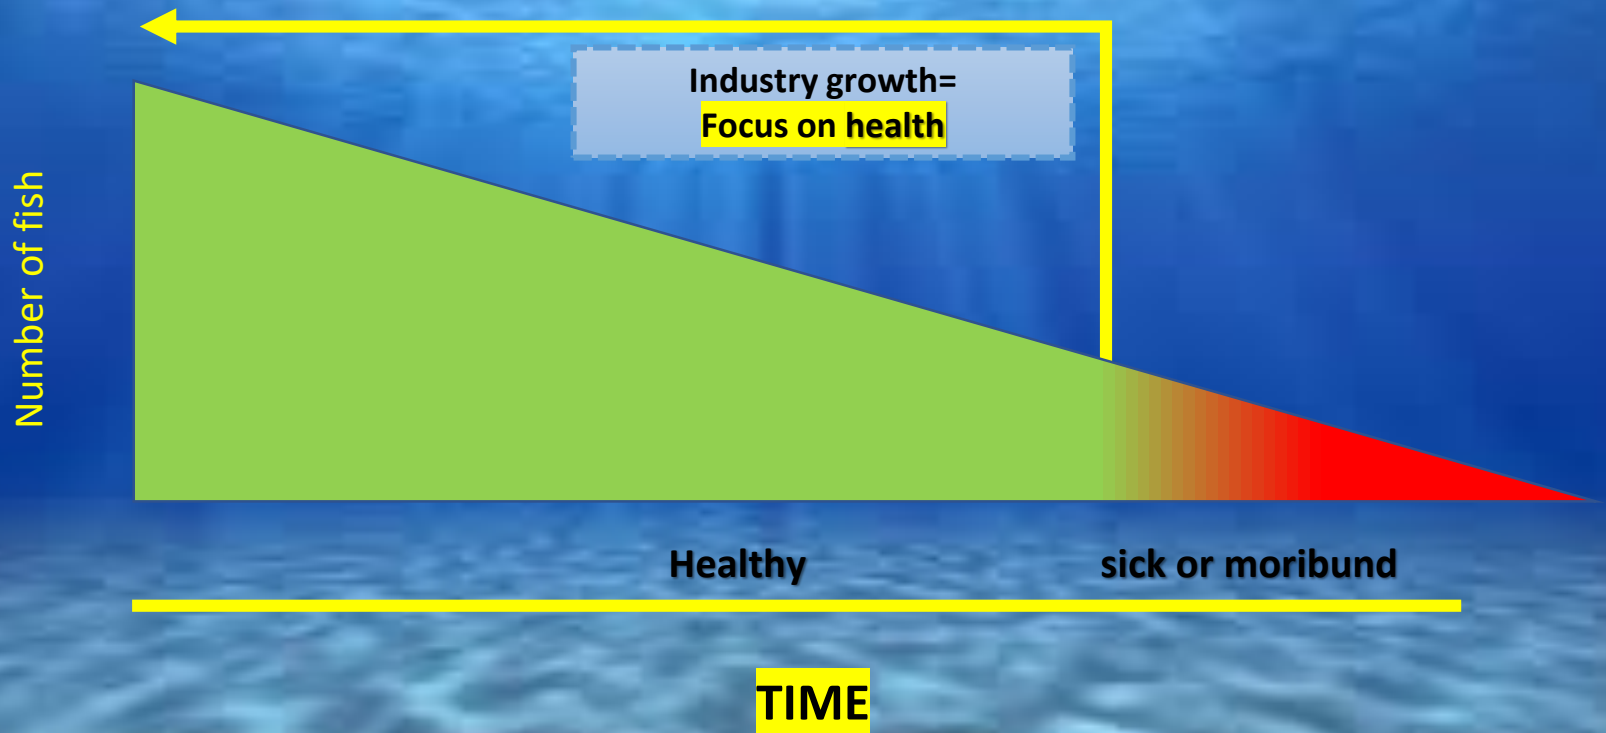 Industry growth=
Focus on health
Number of fish
Healthy
sick or moribund
TIME